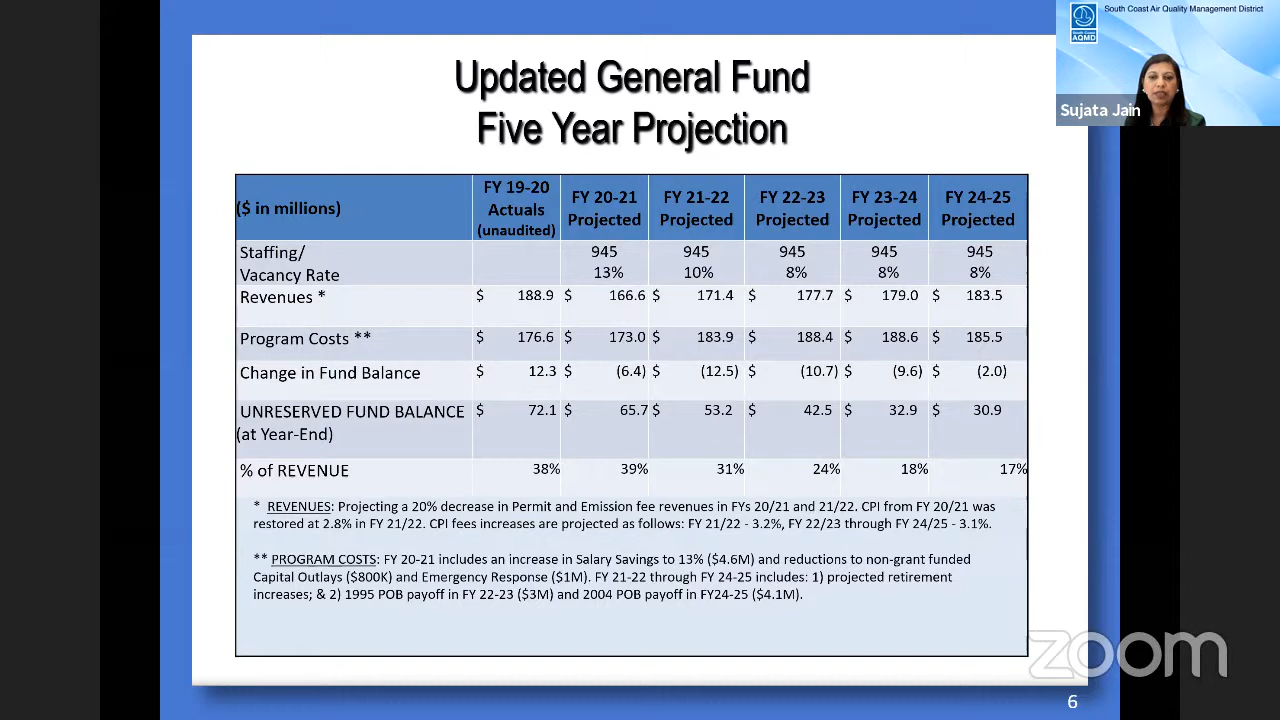 South Coast Air Quality Management District
South Coast
AQMD
Sujata Jain
Updated General Fund
Five Year Projection
($ in millions) FY 19-20 Actuals (unaudited) FY 20-21 Projected FY 21-22 Projected FY 22-23 Projected FY 23-24 Projected FY 24-25 Projected
Staffing/ 945 945 945 945 945
Vacancy Rate 13% 10% 8% 8% 8%
Revenues * $ 188.9 $ 166.6 $ 171.4 $ 177.7 $ 179.0 $ 183.5
Program Costs ** $ 176.6 $ 173.0 $ 183.9 $ 188.4 $ 188.6 $ 185.5
Change in Fund Balance $ 12.3 $ (6.4) $ (12.5) $ (10.7) $ (9.6) $ (2.0)
UNRESERVED FUND BALANCE $ 72.1 $ 65.7 $ 53.2 $ 42.5 $ 32.9 $ 30.9
(at Year-End)
% of REVENUE 38% 39% 31% 24% 18% 17%
* REVENUES: Projecting a 20% decrease in Permit and Emission fee revenues in FYs 20/21 and 21/22. CPI from FY 20/21 was
restored at 2.8% in FY 21/22. CPI fees increases are projected as follows: FY 21/22 - 3.2%, FY 22/23 through FY 24/25 - 3.1%.
** PROGRAM COSTS: FY 20-21 includes an increase in Salary Savings to 13% ($4.6M) and reductions to non-grant funded
Capital Outlays ($800K) and Emergency Response ($1M). FY 21-22 through FY 24-25 includes: 1) projected retirement
increases; & 2) 1995 POB payoff in FY 22-23 ($3M) and 2004 POB payoff in FY24-25 ($4.1M).
zoom
6